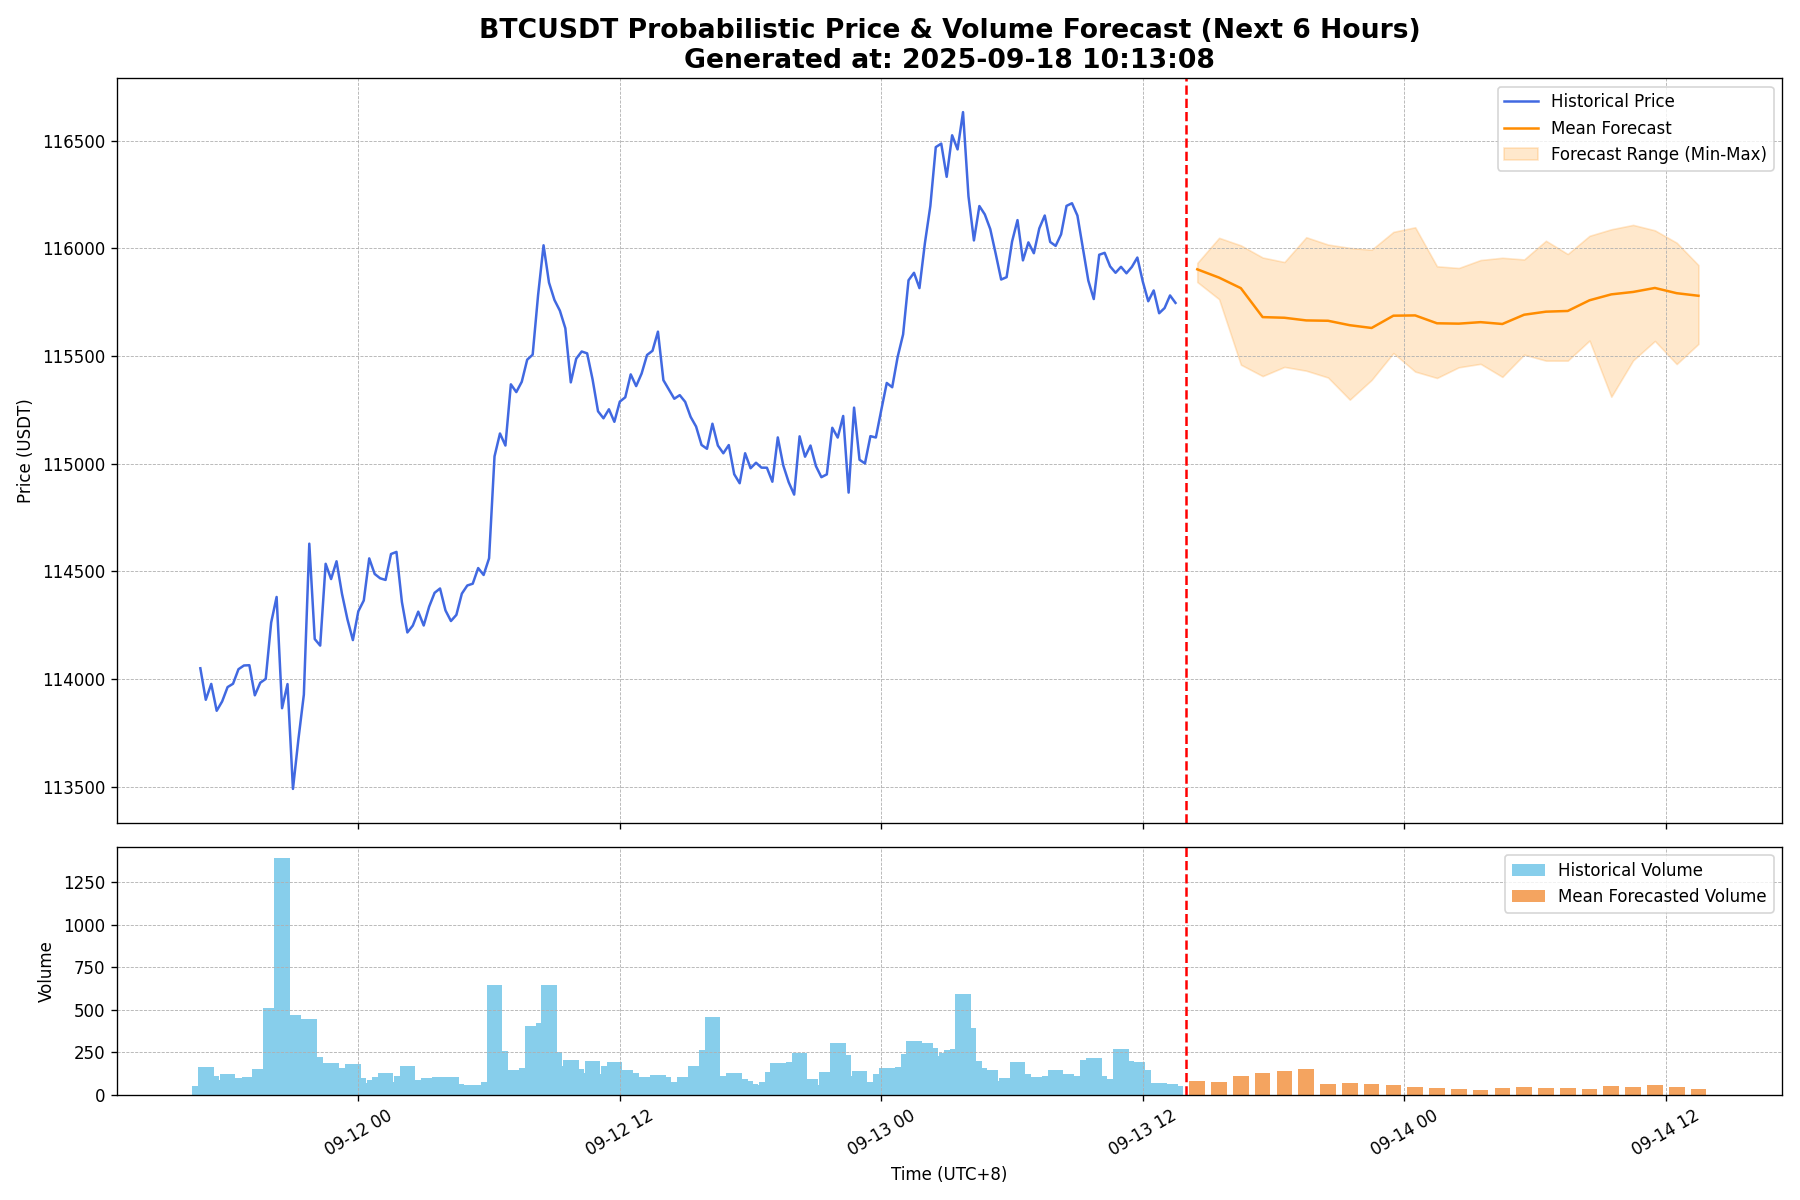 BTCUSDT Probabilistic Price & Volume Forecast (Next 6 Hours)
Generated at: 2025-09-18 10:13:08
Historical Price
Mean Forecast
Forecast Range (Min-Max)
116500
116000
115500
115000
114500
114000
113500
Price (USDT)
Historical Volume
Mean Forecasted Volume
1250
1000
750
500
250
0
Volume
09-12 00
09-12 12
09-13 00
09-13 12
09-14 00
09-14 12
Time (UTC+8)